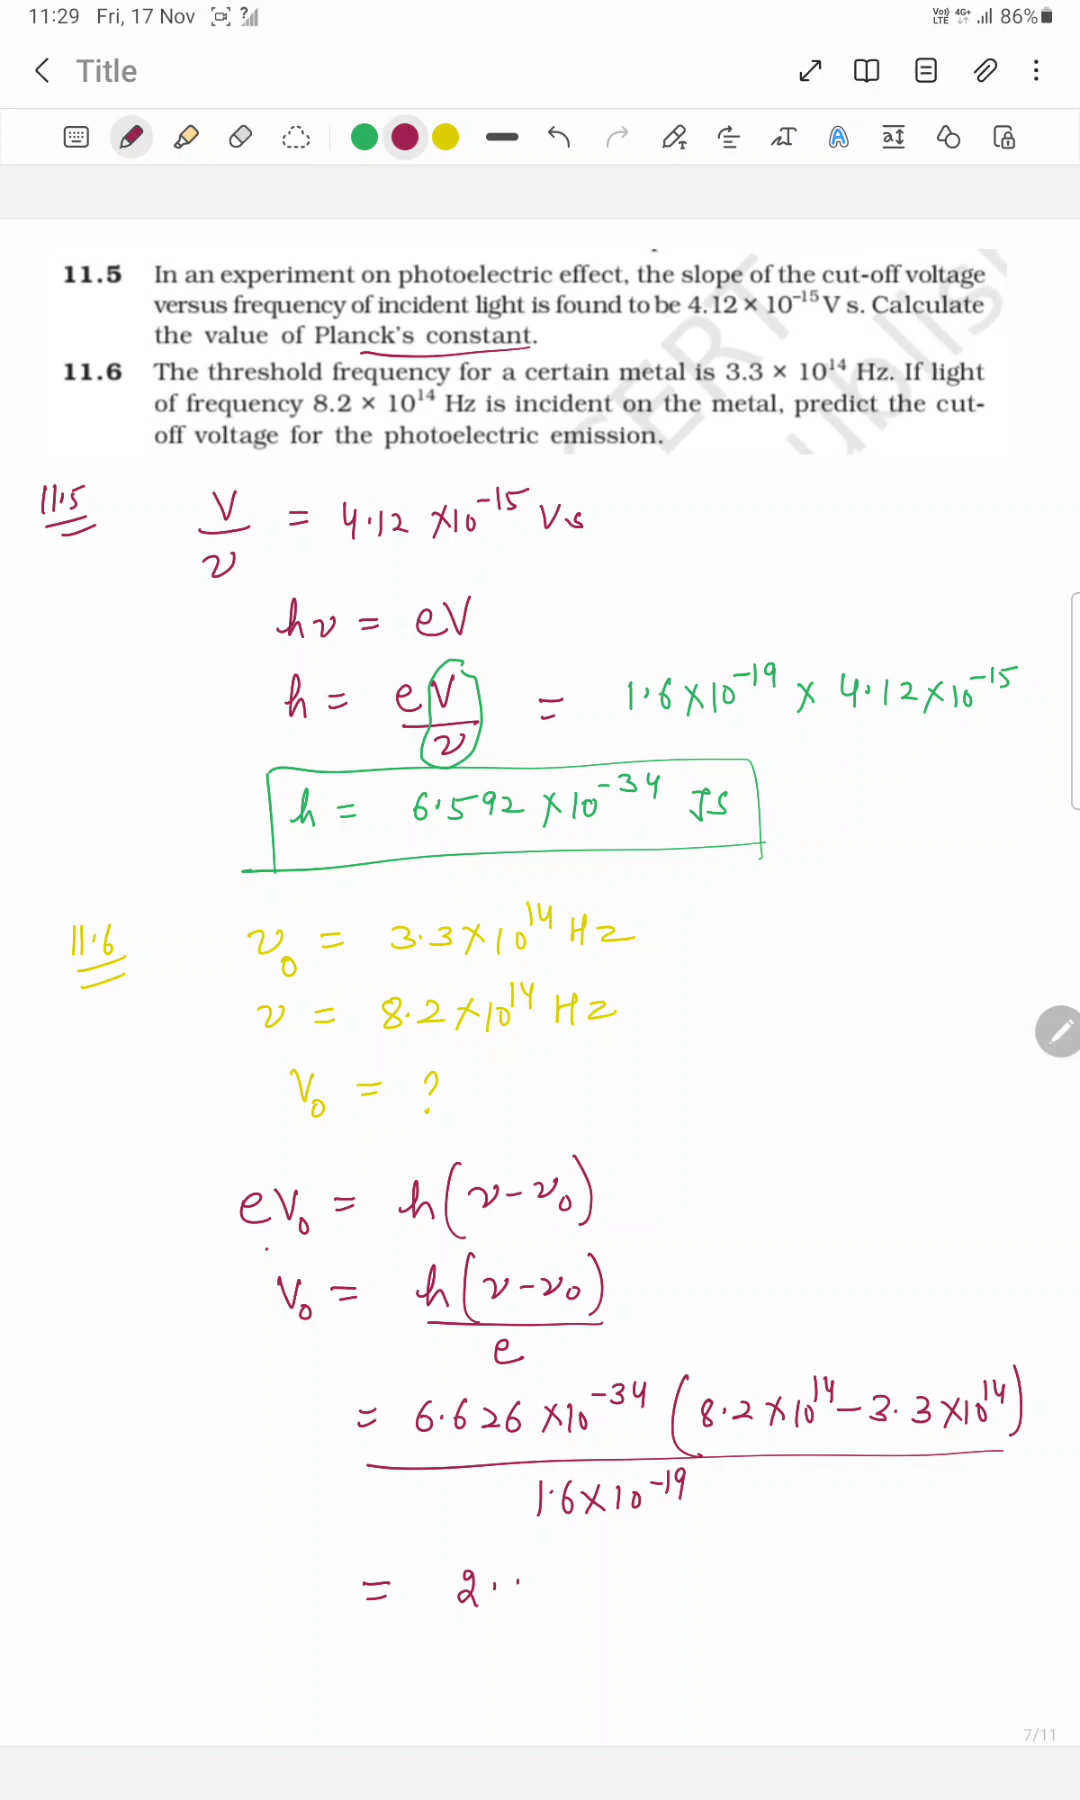 11:29 Fri, 17 Nov
Vo) LTE 4G+ 86%
Title
11.5 In an experiment on photoelectric effect, the slope of the cut-off voltage
versus frequency of incident light is found to be 4.12 × 10⁻¹⁵ V s. Calculate
the value of Planck's constant.
11.6 The threshold frequency for a certain metal is 3.3 × 10¹⁴ Hz. If light
of frequency 8.2 × 10¹⁴ Hz is incident on the metal, predict the cut-
off voltage for the photoelectric emission.
11.5 V/ν = 4.12 × 10⁻¹⁵ Vs
hν = eV
h = eV/ν = 1.6 × 10⁻¹⁹ × 4.12 × 10⁻¹⁵
h = 6.592 × 10⁻³⁴ JS
11.6 ν₀ = 3.3 × 10¹⁴ Hz
ν = 8.2 × 10¹⁴ Hz
V₀ = ?
eV₀ = h(ν-ν₀)
V₀ = h(ν-ν₀)/e
= 6.626 × 10⁻³⁴ (8.2 × 10¹⁴ - 3.3 × 10¹⁴)
1.6 × 10⁻¹⁹
= 2..
7/11